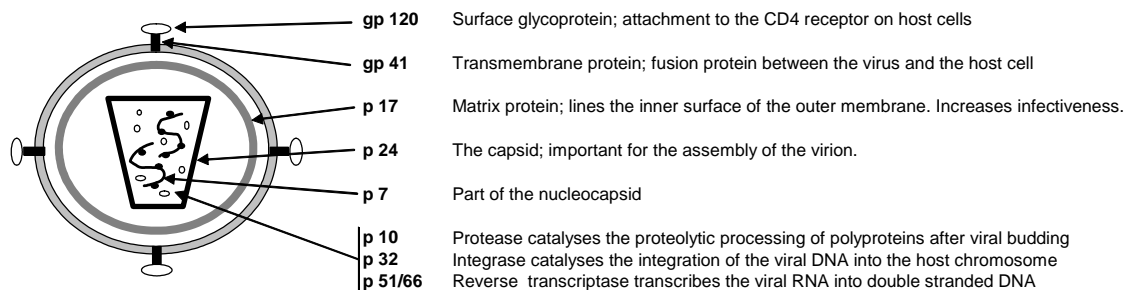 gp 120 Surface glycoprotein; attachment to the CD4 receptor on host cells
gp 41 Transmembrane protein; fusion protein between the virus and the host cell
p 17 Matrix protein; lines the inner surface of the outer membrane. Increases infectiveness.
p 24 The capsid; important for the assembly of the virion.
p 7 Part of the nucleocapsid
p 10 Protease catalyses the proteolytic processing of polyproteins after viral budding
p 32 Integrase catalyses the integration of the viral DNA into the host chromosome
p 51/66 Reverse transcriptase transcribes the viral RNA into double stranded DNA